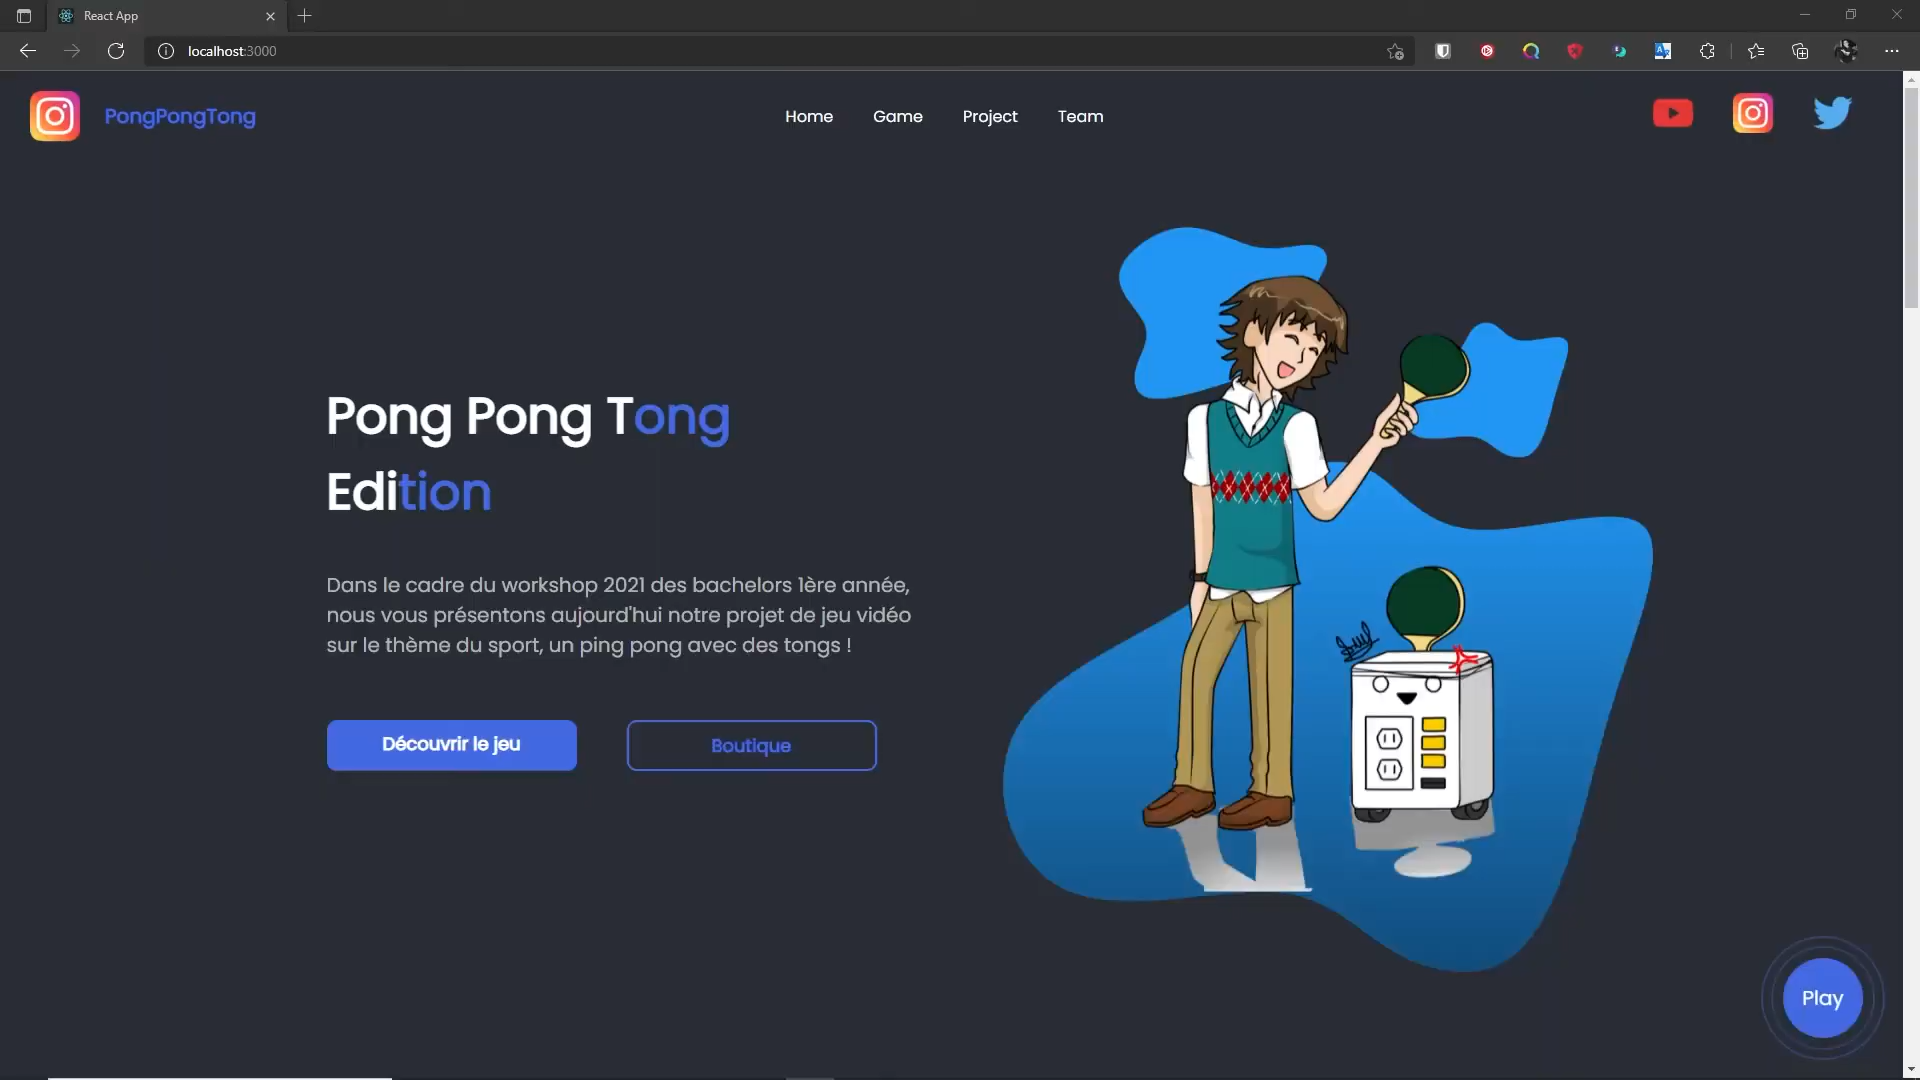 React App
localhost:3000
PongPongTong
Home
Game
Project
Team
Pong Pong Tong
Edition
Dans le cadre du workshop 2021 des bachelors 1ère année,
nous vous présentons aujourd'hui notre projet de jeu vidéo
sur le thème du sport, un ping pong avec des tongs !
Découvrir le jeu
Boutique
Play